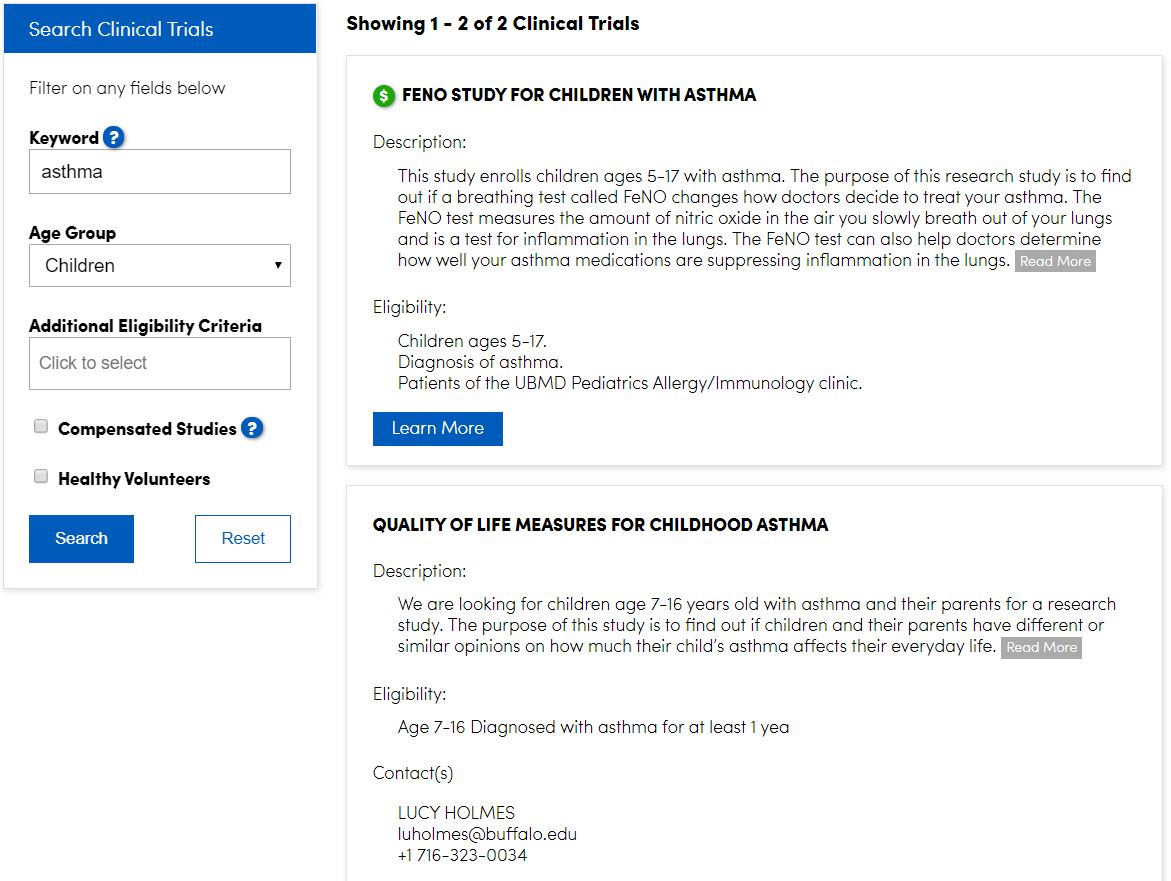 Search Clinical Trials
Filter on any fields below
Keyword ?
asthma
Age Group
Children
Additional Eligibility Criteria
Click to select
Compensated Studies ?
Healthy Volunteers
Search
Reset
Showing 1 - 2 of 2 Clinical Trials
$ FENO STUDY FOR CHILDREN WITH ASTHMA
Description:
This study enrolls children ages 5-17 with asthma. The purpose of this research study is to find
out if a breathing test called FeNO changes how doctors decide to treat your asthma. The
FeNO test measures the amount of nitric oxide in the air you slowly breath out of your lungs
and is a test for inflammation in the lungs. The FeNO test can also help doctors determine
how well your asthma medications are suppressing inflammation in the lungs. Read More
Eligibility:
Children ages 5-17.
Diagnosis of asthma.
Patients of the UBMD Pediatrics Allergy/Immunology clinic.
Learn More
QUALITY OF LIFE MEASURES FOR CHILDHOOD ASTHMA
Description:
We are looking for children age 7-16 years old with asthma and their parents for a research
study. The purpose of this study is to find out if children and their parents have different or
similar opinions on how much their child's asthma affects their everyday life. Read More
Eligibility:
Age 7-16 Diagnosed with asthma for at least 1 yea
Contact(s)
LUCY HOLMES
luholmes@buffalo.edu
+1 716-323-0034